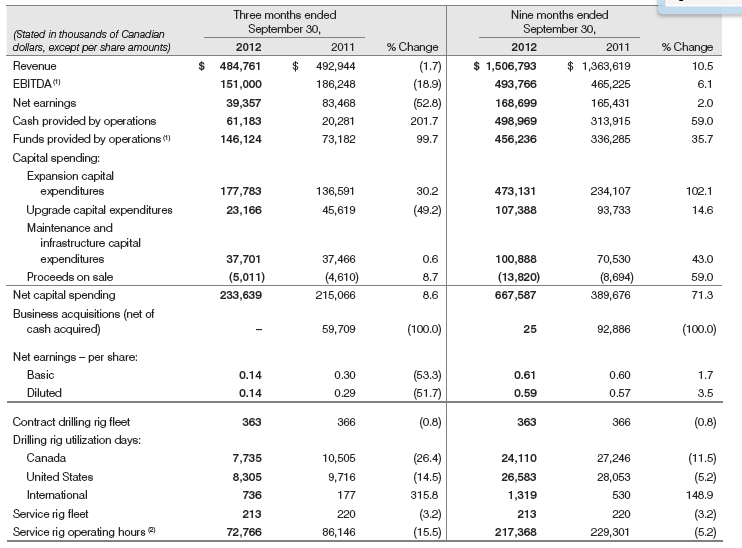 Three months ended Nine months ended
(Stated in thousands of Canadian September 30, September 30,
dollars, except per share amounts) 2012 2011 % Change 2012 2011 % Change
Revenue $ 484,761 $ 492,944 (1.7) $ 1,506,793 $ 1,363,619 10.5
EBITDA (1) 151,000 186,248 (18.9) 493,766 465,225 6.1
Net earnings 39,357 83,468 (52.8) 168,699 165,431 2.0
Cash provided by operations 61,183 20,281 201.7 498,969 313,915 59.0
Funds provided by operations (1) 146,124 73,182 99.7 456,236 336,285 35.7
Capital spending:
Expansion capital
expenditures 177,783 136,591 30.2 473,131 234,107 102.1
Upgrade capital expenditures 23,166 45,619 (49.2) 107,388 93,733 14.6
Maintenance and
infrastructure capital
expenditures 37,701 37,466 0.6 100,888 70,530 43.0
Proceeds on sale (5,011) (4,610) 8.7 (13,820) (8,694) 59.0
Net capital spending 233,639 215,066 8.6 667,587 389,676 71.3
Business acquisitions (net of
cash acquired) – 59,709 (100.0) 25 92,886 (100.0)
Net earnings – per share:
Basic 0.14 0.30 (53.3) 0.61 0.60 1.7
Diluted 0.14 0.29 (51.7) 0.59 0.57 3.5
Contract drilling rig fleet 363 366 (0.8) 363 366 (0.8)
Drilling rig utilization days:
Canada 7,735 10,505 (26.4) 24,110 27,246 (11.5)
United States 8,305 9,716 (14.5) 26,583 28,053 (5.2)
International 736 177 315.8 1,319 530 148.9
Service rig fleet 213 220 (3.2) 213 220 (3.2)
Service rig operating hours (2) 72,766 86,146 (15.5) 217,368 229,301 (5.2)